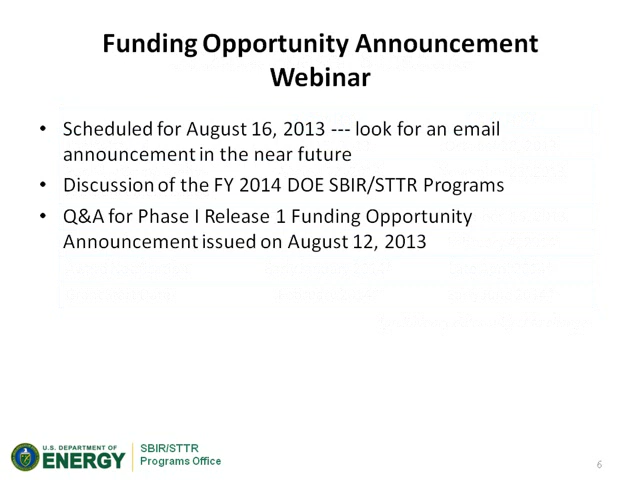 Funding Opportunity Announcement
Webinar
• Scheduled for August 16, 2013 --- look for an email
announcement in the near future
• Discussion of the FY 2014 DOE SBIR/STTR Programs
• Q&A for Phase I Release 1 Funding Opportunity
Announcement issued on August 12, 2013
U.S. DEPARTMENT OF
ENERGY
SBIR/STTR
Programs Office
6